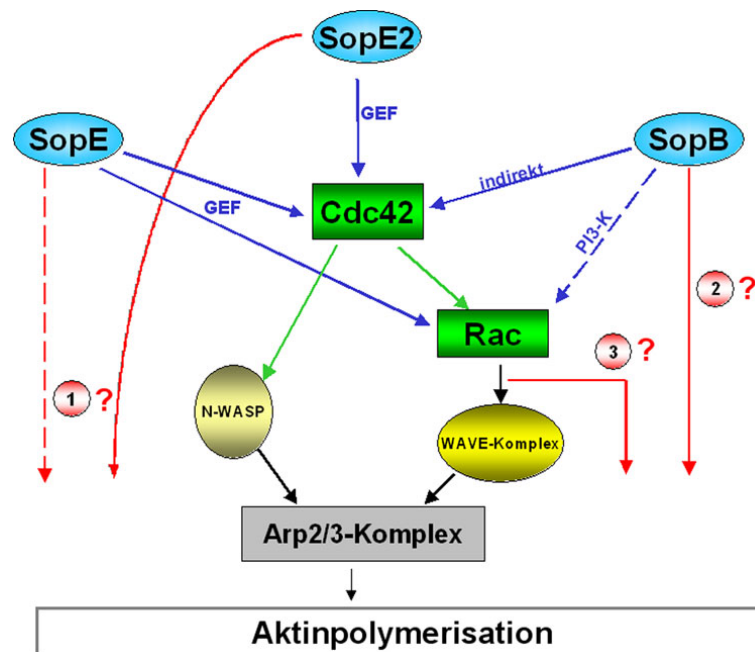 SopE2
SopE
GEF
SopB
indirekt
Cdc42
GEF
PI3-K
2 ?
Rac
3 ?
1 ?
N-WASP
WAVE-Komplex
Arp2/3-Komplex
Aktinpolymerisation